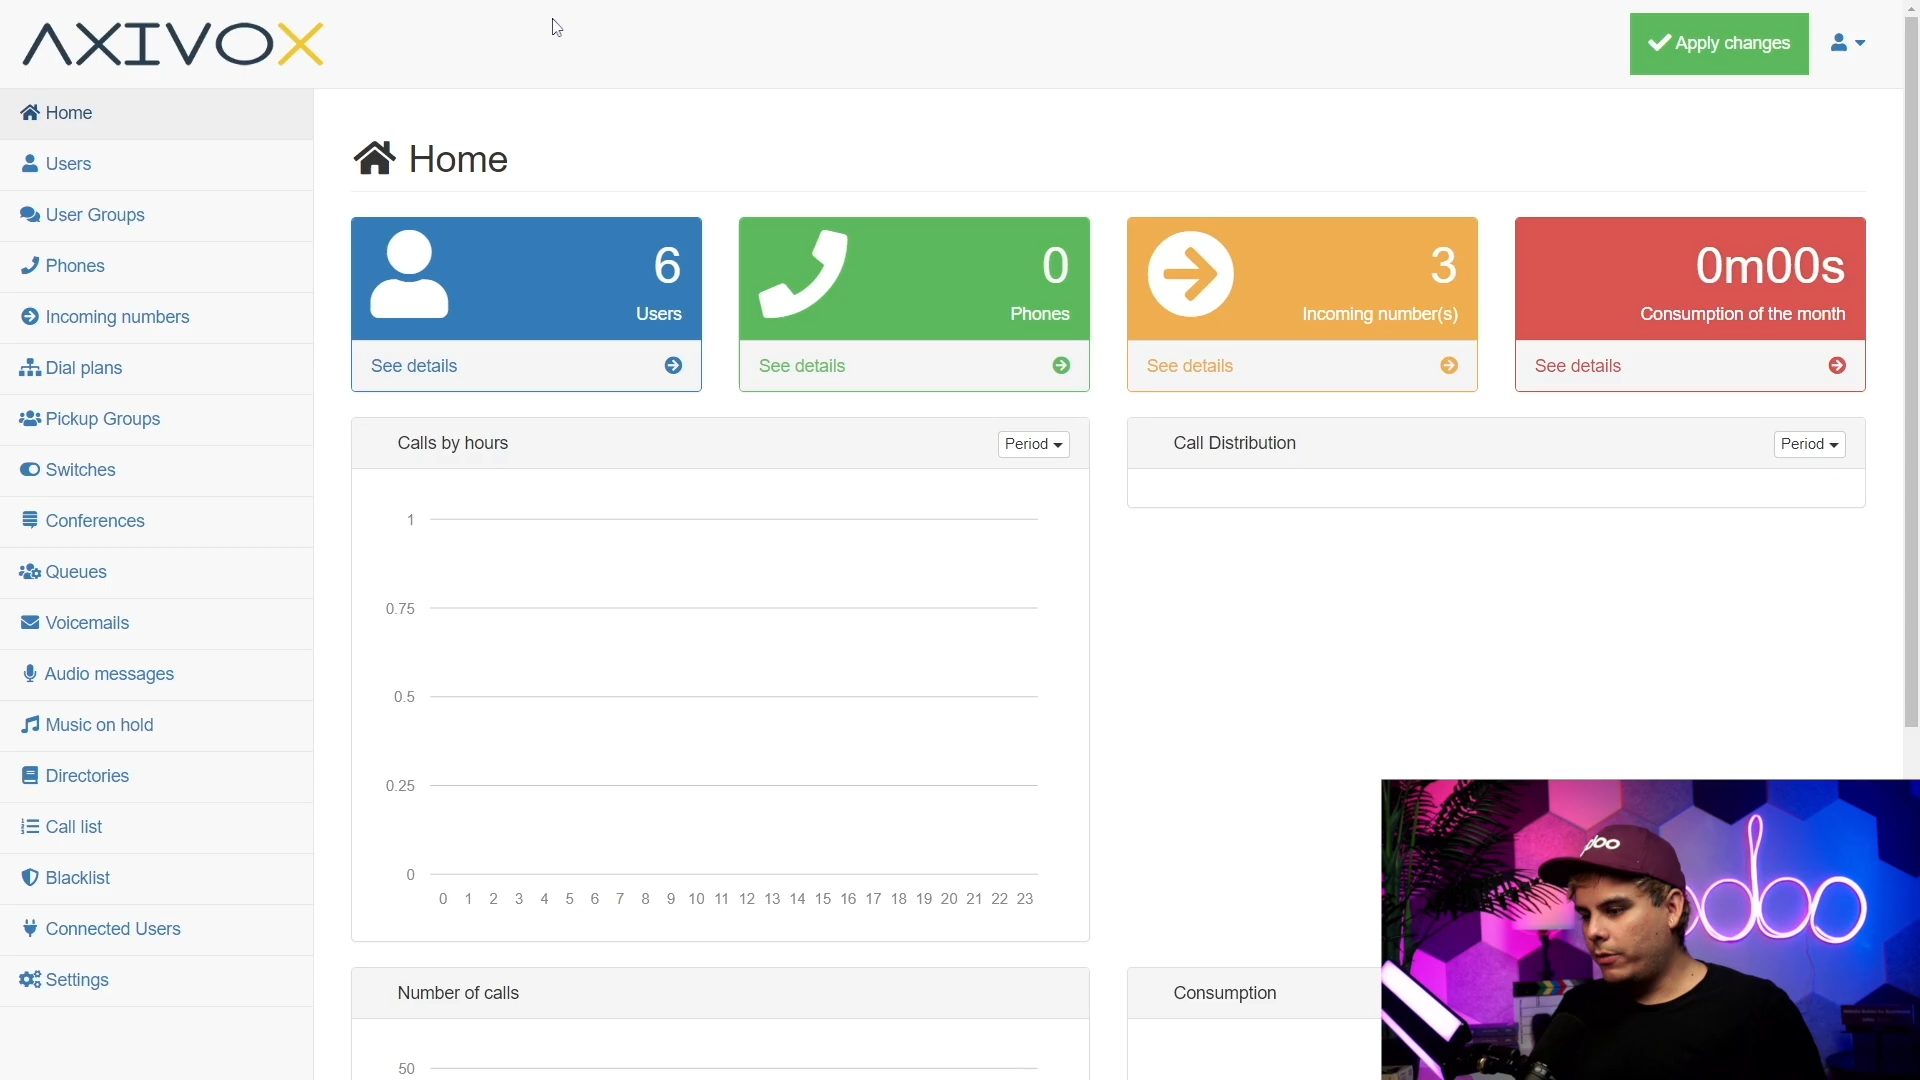 AXIVOX
Apply changes
Home
Users
User Groups
Phones
Incoming numbers
Dial plans
Pickup Groups
Switches
Conferences
Queues
Voicemails
Audio messages
Music on hold
Directories
Call list
Blacklist
Connected Users
Settings
Home
6
Users
See details
0
Phones
See details
3
Incoming number(s)
See details
0m00s
Consumption of the month
See details
Calls by hours
Period
1
0.75
0.5
0.25
0
0 1 2 3 4 5 6 7 8 9 10 11 12 13 14 15 16 17 18 19 20 21 22 23
Call Distribution
Period
Number of calls
50
Consumption
odoo
odoo